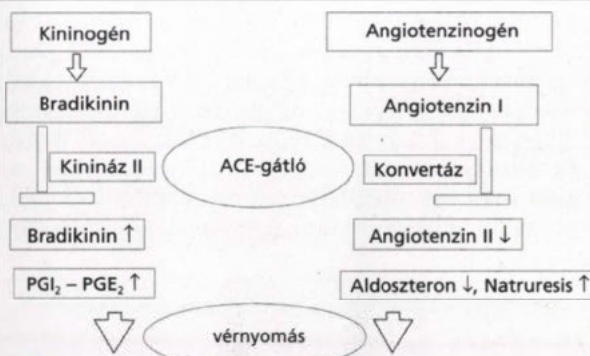 Kininogén
Angiotenzinogén
Bradikinin
Angiotenzin I
Kinináz II
ACE-gátló
Konvertáz
Bradikinin ↑
Angiotenzin II ↓
PGI₂ – PGE₂ ↑
Aldoszteron ↓, Natruresis ↑
vérnyomás